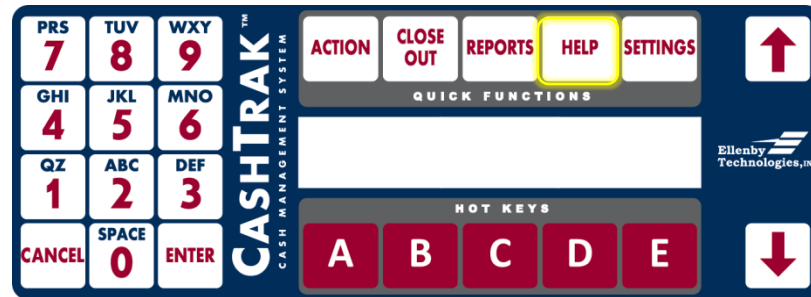 PRS TUV WXY
7 8 9
GHI JKL MNO
4 5 6
QZ ABC DEF
1 2 3
CANCEL SPACE 0 ENTER
CASHTRAK™
CASH MANAGEMENT SYSTEM
ACTION CLOSE OUT REPORTS HELP SETTINGS
QUICK FUNCTIONS
HOT KEYS
A B C D E
Ellenby
Technologies, IN